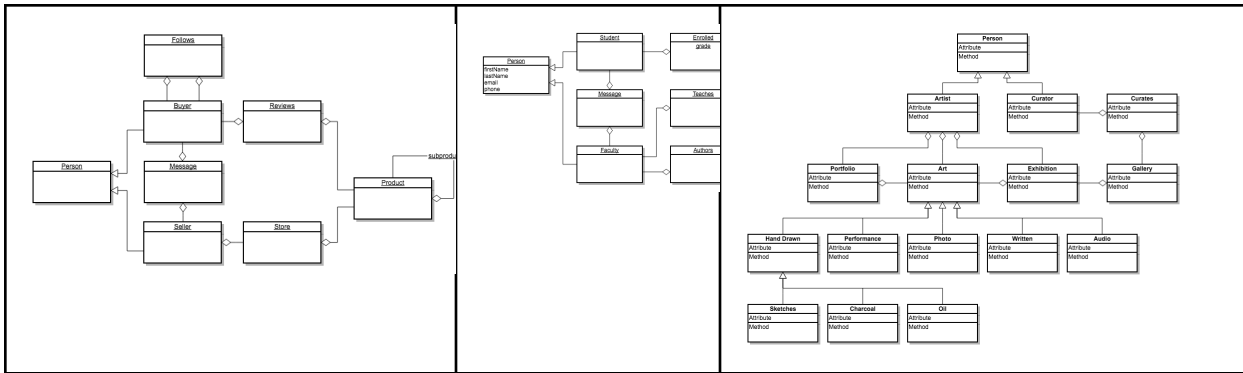 Follows
Buyer
Reviews
Person
Message
Product
subprodu
Seller
Store
Student
Enrolled
grade
Person
firstName
lastName
email
phone
Message
Teaches
Faculty
Authors
Person
Attribute
Method
Artist
Attribute
Method
Curator
Attribute
Method
Curates
Attribute
Method
Portfolio
Attribute
Method
Art
Attribute
Method
Exhibition
Attribute
Method
Gallery
Attribute
Method
Hand Drawn
Attribute
Method
Performance
Attribute
Method
Photo
Attribute
Method
Written
Attribute
Method
Audio
Attribute
Method
Sketches
Attribute
Method
Charcoal
Attribute
Method
Oil
Attribute
Method